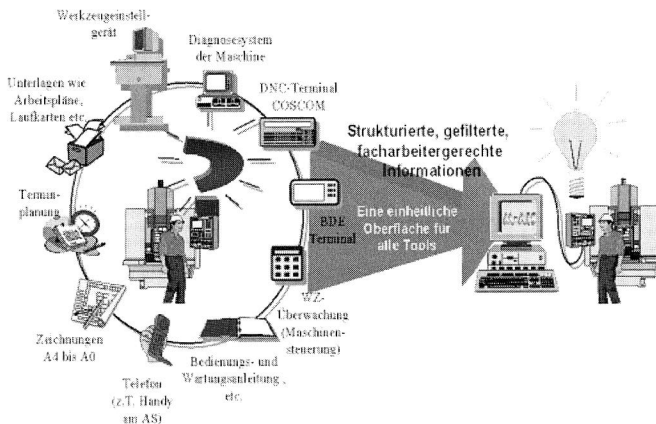 Werkzeugeinstell-
gerät
Diagnosesystem
der Maschine
DNC-Terminal
COSCOM
Unterlagen wie
Arbeitspläne,
Laufkarten etc.
Strukturierte, gefilterte,
facharbeitergerechte
Informationen
Eine einheitliche
Oberfläche für
alle Tools
BDE
Terminal
Termin-
planung
WZ-
Überwachung
(Maschinen-
steuerung)
Zeichnungen
A4 bis A0
Bedienungs- und
Wartungsanleitung ,
etc.
Telefon
(z.T. Handy
am AS)